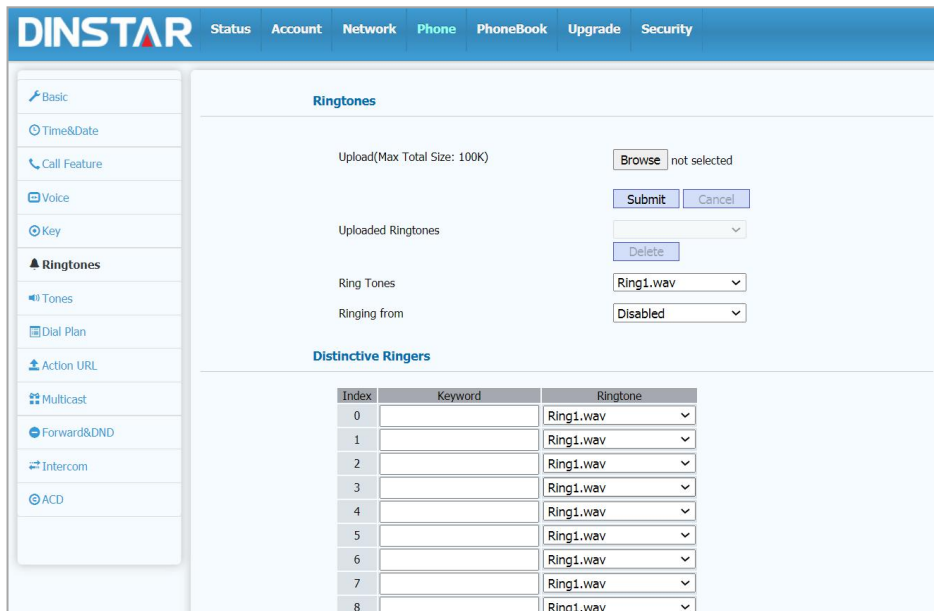 DINSTAR
Status Account Network Phone PhoneBook Upgrade Security
Basic
Time&Date
Call Feature
Voice
Key
Ringtones
Tones
Dial Plan
Action URL
Multicast
Forward&DND
Intercom
ACD
Ringtones
Upload(Max Total Size: 100K) Browse not selected
Submit Cancel
Uploaded Ringtones
Delete
Ring Tones Ring1.wav
Ringing from Disabled
Distinctive Ringers
Index Keyword Ringtone
0 Ring1.wav
1 Ring1.wav
2 Ring1.wav
3 Ring1.wav
4 Ring1.wav
5 Ring1.wav
6 Ring1.wav
7 Ring1.wav
8 Ring1.wav